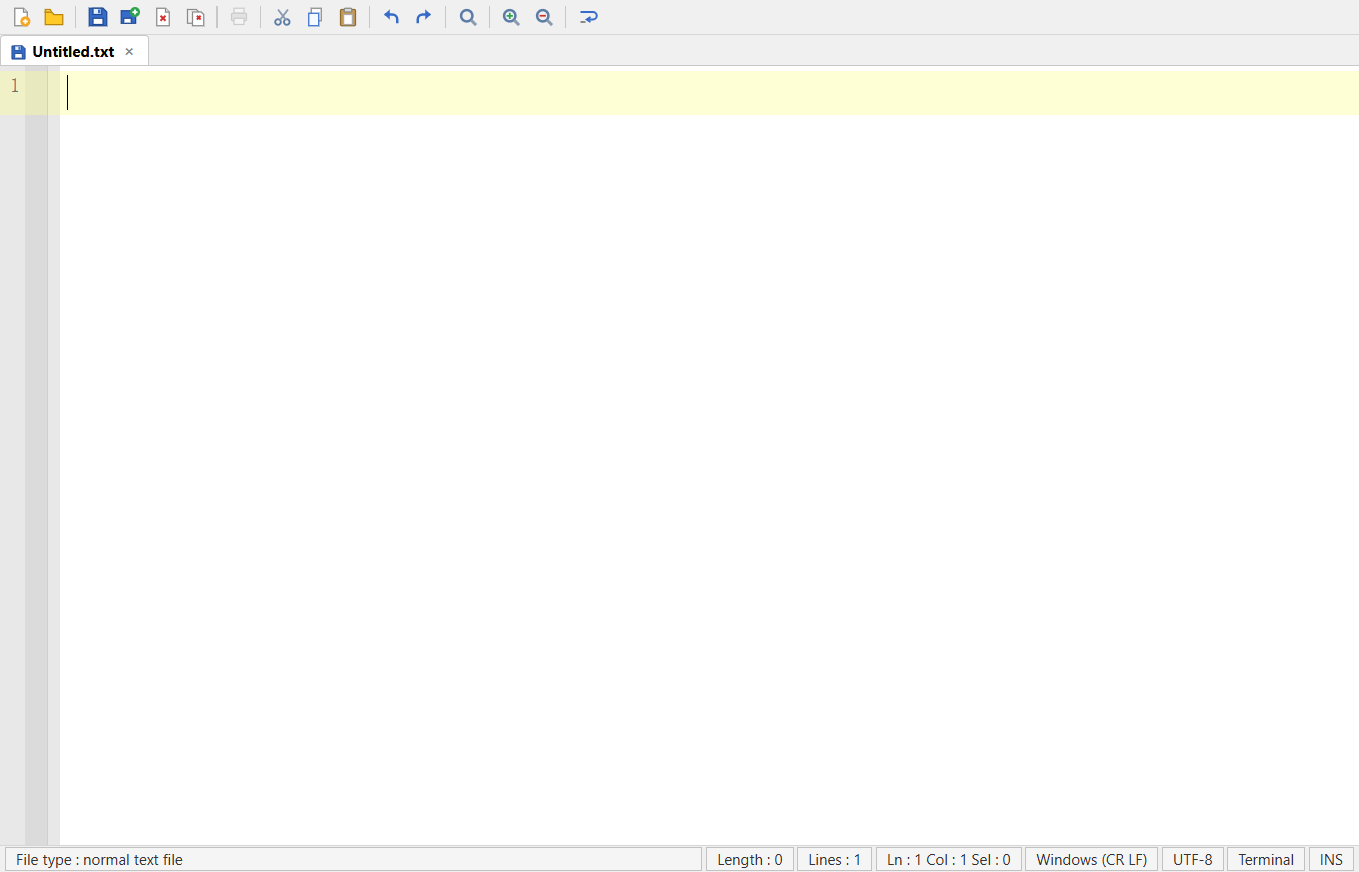 Untitled.txt
1
File type : normal text file Length : 0 Lines : 1 Ln : 1 Col : 1 Sel : 0 Windows (CR LF) UTF-8 Terminal INS